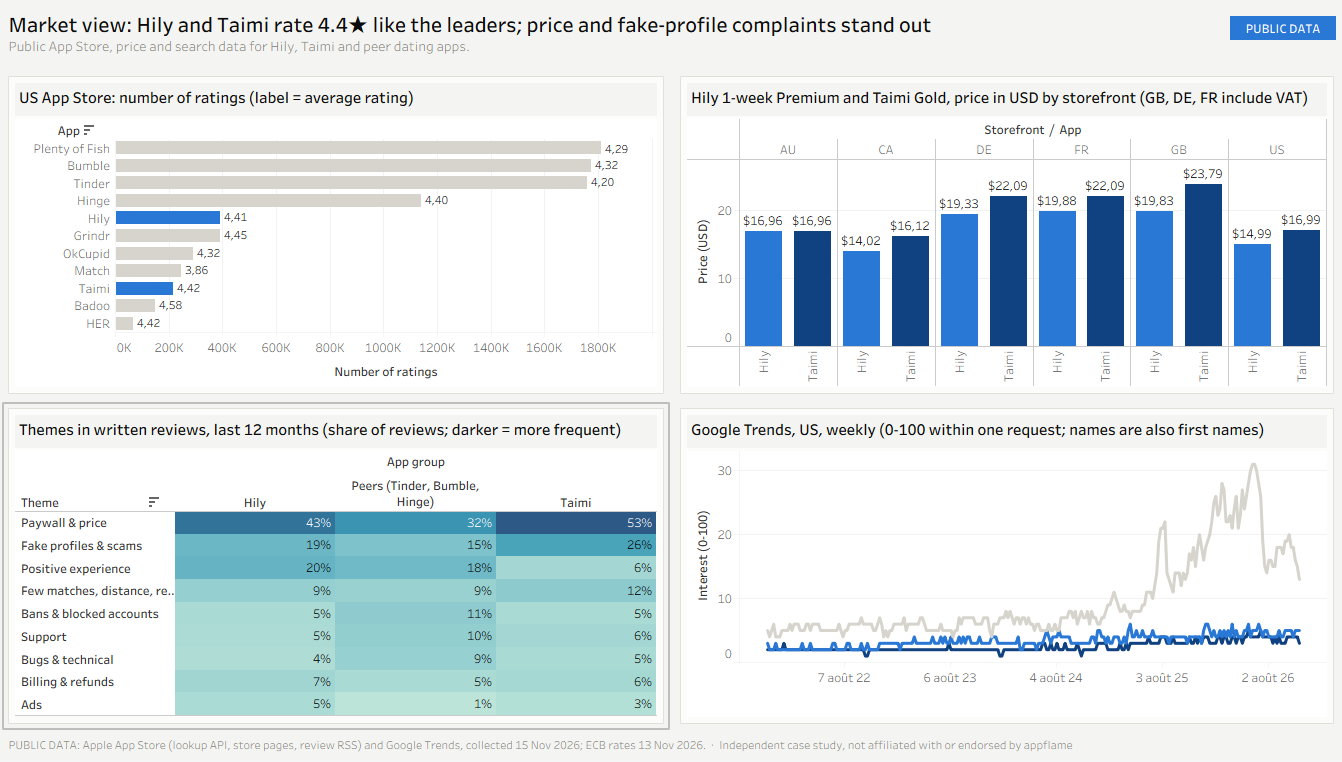 Market view: Hily and Taimi rate 4.4★ like the leaders; price and fake-profile complaints stand out
PUBLIC DATA
Public App Store, price and search data for Hily, Taimi and peer dating apps.
US App Store: number of ratings (label = average rating)
App
Plenty of Fish 4,29
Bumble 4,32
Tinder 4,20
Hinge 4,40
Hily 4,41
Grindr 4,45
OkCupid 4,32
Match 3,86
Taimi 4,42
Badoo 4,58
HER 4,42
0K 200K 400K 600K 800K 1000K 1200K 1400K 1600K 1800K
Number of ratings
Hily 1-week Premium and Taimi Gold, price in USD by storefront (GB, DE, FR include VAT)
Storefront / App
AU CA DE FR GB US
Price (USD)
20
10
0
$16,96 $16,96 $14,02 $16,12 $19,33 $22,09 $19,88 $22,09 $19,83 $23,79 $14,99 $16,99
Hily Taimi Hily Taimi Hily Taimi Hily Taimi Hily Taimi Hily Taimi
Themes in written reviews, last 12 months (share of reviews; darker = more frequent)
App group
Theme Hily Peers (Tinder, Bumble, Hinge) Taimi
Paywall & price 43% 32% 53%
Fake profiles & scams 19% 15% 26%
Positive experience 20% 18% 6%
Few matches, distance, re.. 9% 9% 12%
Bans & blocked accounts 5% 11% 5%
Support 5% 10% 6%
Bugs & technical 4% 9% 5%
Billing & refunds 7% 5% 6%
Ads 5% 1% 3%
Google Trends, US, weekly (0-100 within one request; names are also first names)
Interest (0-100)
30
20
10
0
7 août 22 6 août 23 4 août 24 3 août 25 2 août 26
PUBLIC DATA: Apple App Store (lookup API, store pages, review RSS) and Google Trends, collected 15 Nov 2026; ECB rates 13 Nov 2026. · Independent case study, not affiliated with or endorsed by appflame